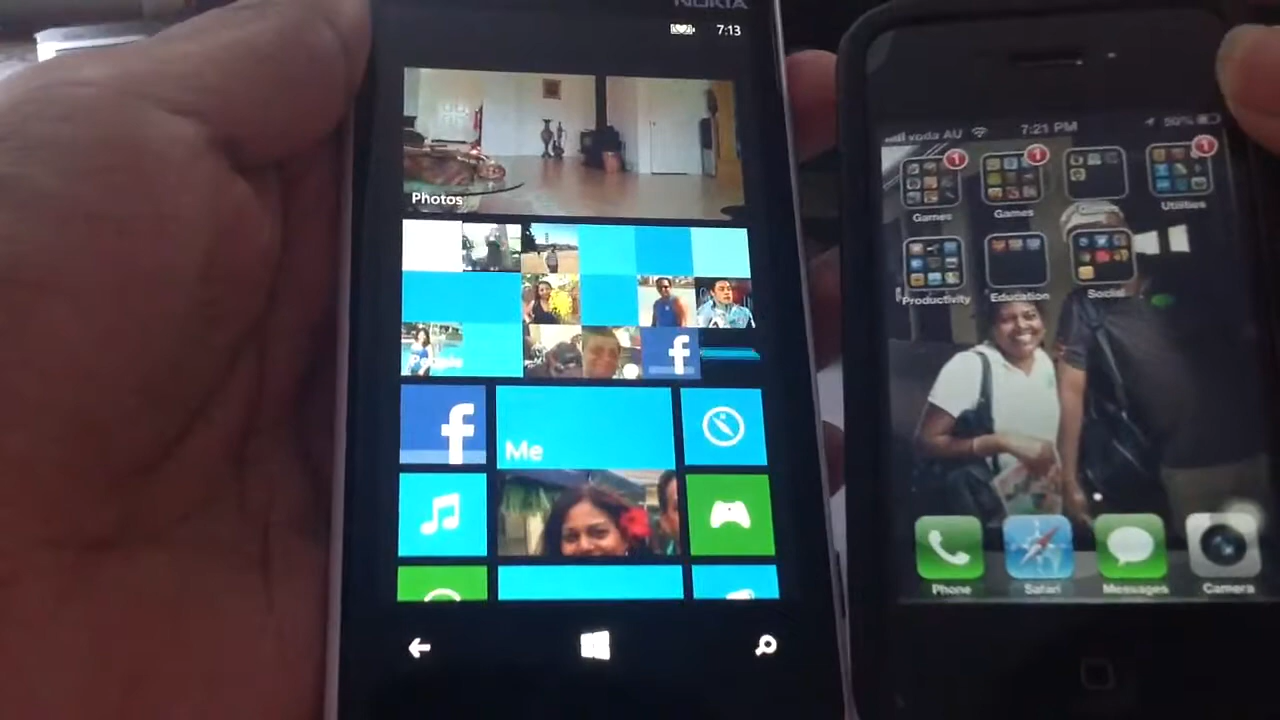 NOKIA
7:13
Photos
People
f
f
Me
voda AU
7:21 PM
50%
1
1
1
Games
Games
Utilities
Productivity
Education
Social
Phone
Safari
Messages
Camera